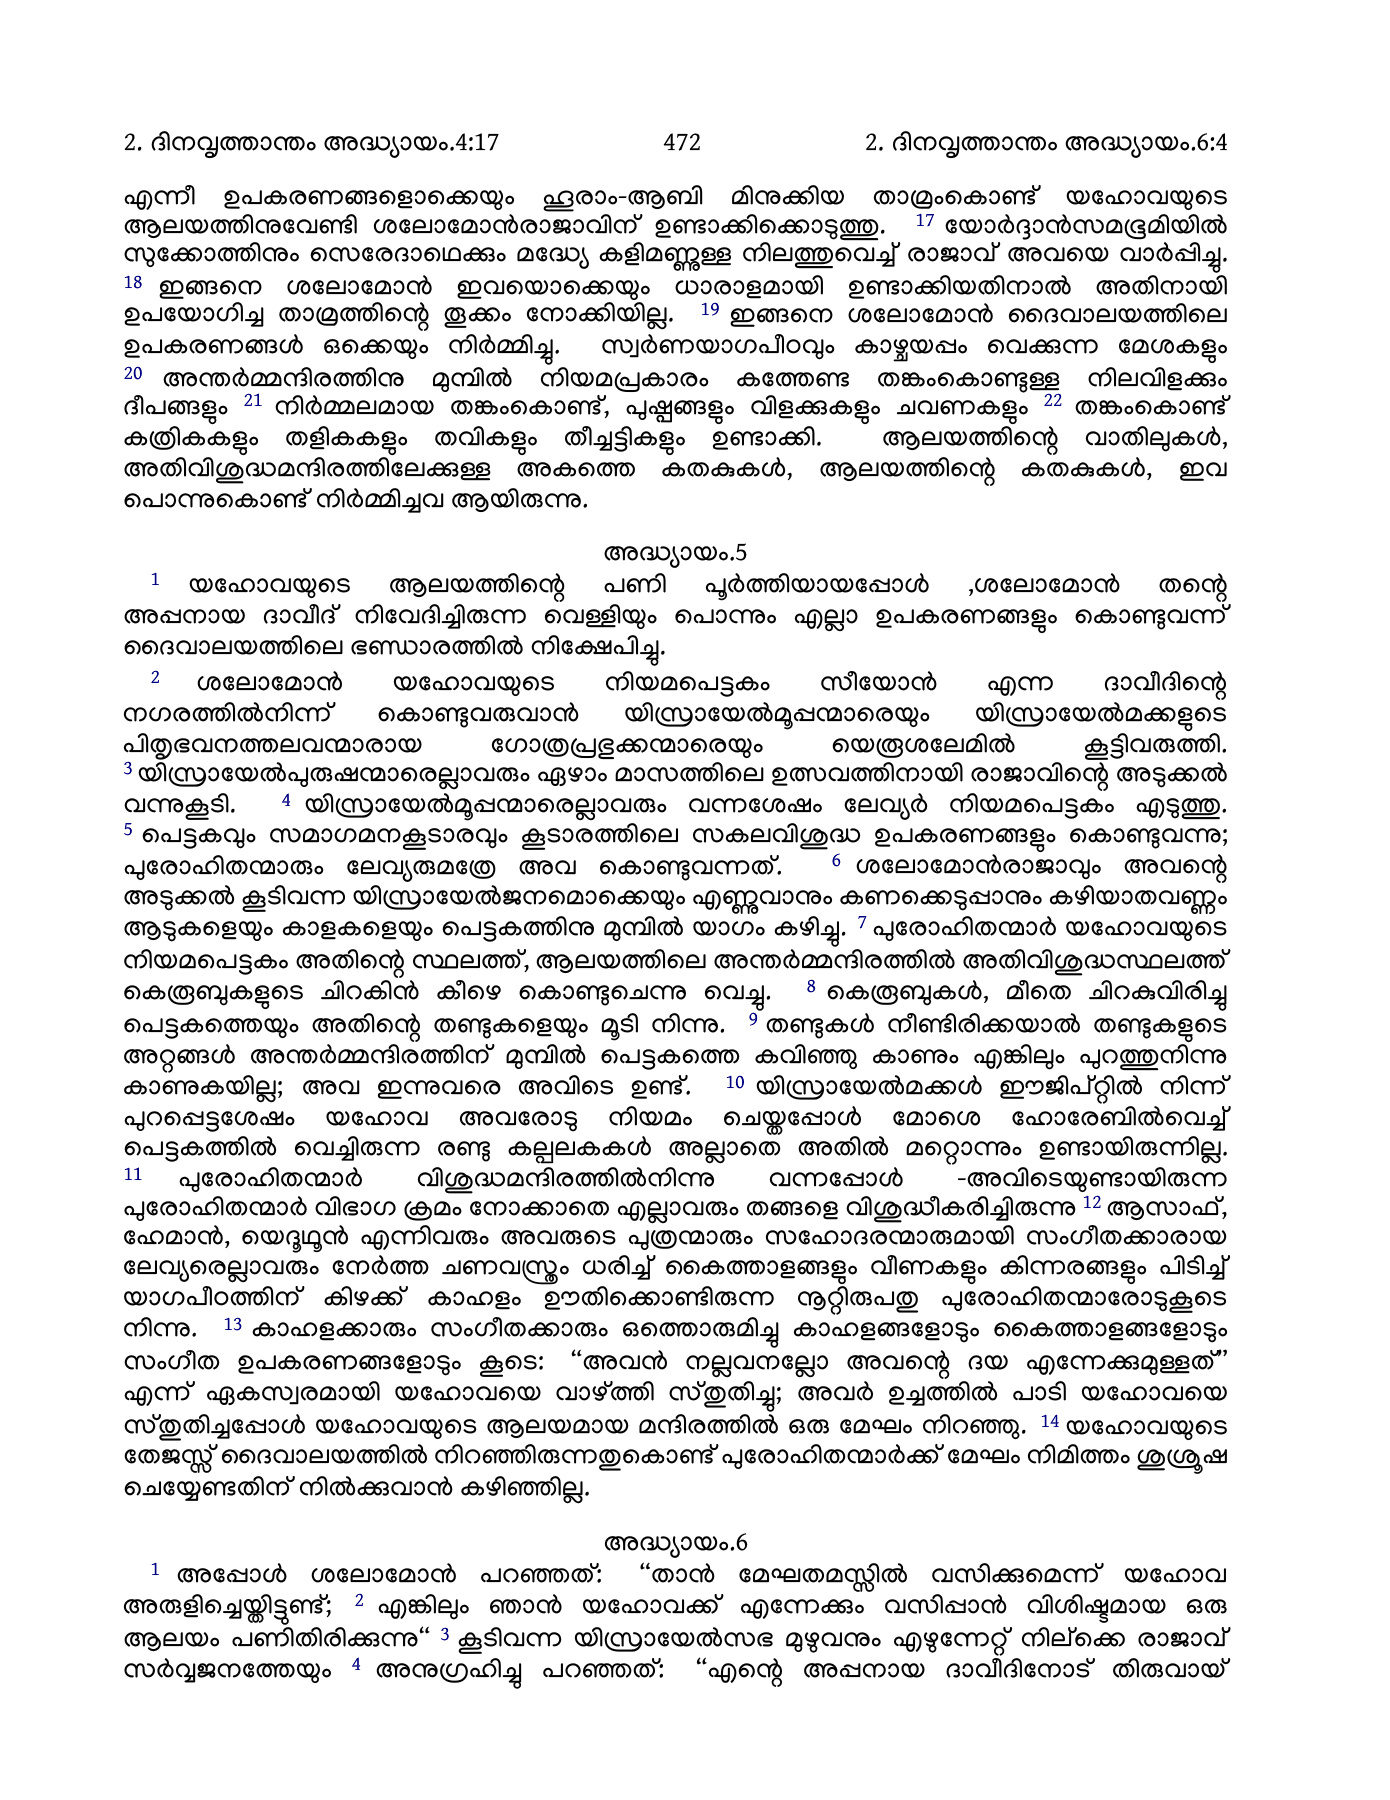 2. ദിനവൃത്താന്തം അദ്ധ്യായം.4:17 472 2. ദിനവൃത്താന്തം അദ്ധ്യായം.6:4
എന്നീ ഉപകരണങ്ങളൊക്കെയും ഹൂരാം-ആബി മിനുക്കിയ താമ്രംകൊണ്ട് യഹോവയുടെ
ആലയത്തിനുവേണ്ടി ശലോമോൻരാജാവിന് ഉണ്ടാക്കിക്കൊടുത്തു. 17 യോർദ്ദാൻസമഭൂമിയിൽ
സുക്കോത്തിനും സെരേദാഥെക്കും മദ്ധ്യേ കളിമണ്ണുള്ള നിലത്തുവെച്ച് രാജാവ് അവയെ വാർപ്പിച്ചു.
18 ഇങ്ങനെ ശലോമോൻ ഇവയൊക്കെയും ധാരാളമായി ഉണ്ടാക്കിയതിനാൽ അതിനായി
ഉപയോഗിച്ച താമ്രത്തിന്റെ തൂക്കം നോക്കിയില്ല. 19 ഇങ്ങനെ ശലോമോൻ ദൈവാലയത്തിലെ
ഉപകരണങ്ങൾ ഒക്കെയും നിർമ്മിച്ചു. സ്വർണയാഗപീഠവും കാഴ്ചയപ്പം വെക്കുന്ന മേശകളും
20 അന്തർമ്മന്ദിരത്തിനു മുമ്പിൽ നിയമപ്രകാരം കത്തേണ്ട തങ്കംകൊണ്ടുള്ള നിലവിളക്കും
ദീപങ്ങളും 21 നിർമ്മലമായ തങ്കംകൊണ്ട്, പുഷ്പങ്ങളും വിളക്കുകളും ചവണകളും 22 തങ്കംകൊണ്ട്
കത്രികകളും തളികകളും തവികളും തീച്ചട്ടികളും ഉണ്ടാക്കി. ആലയത്തിന്റെ വാതിലുകൾ,
അതിവിശുദ്ധമന്ദിരത്തിലേക്കുള്ള അകത്തെ കതകുകൾ, ആലയത്തിന്റെ കതകുകൾ, ഇവ
പൊന്നുകൊണ്ട് നിർമ്മിച്ചവ ആയിരുന്നു.
അദ്ധ്യായം.5
1 യഹോവയുടെ ആലയത്തിന്റെ പണി പൂർത്തിയായപ്പോൾ ,ശലോമോൻ തന്റെ
അപ്പനായ ദാവീദ് നിവേദിച്ചിരുന്ന വെള്ളിയും പൊന്നും എല്ലാ ഉപകരണങ്ങളും കൊണ്ടുവന്ന്
ദൈവാലയത്തിലെ ഭണ്ഡാരത്തിൽ നിക്ഷേപിച്ചു.
2 ശലോമോൻ യഹോവയുടെ നിയമപെട്ടകം സീയോൻ എന്ന ദാവീദിന്റെ
നഗരത്തിൽനിന്ന് കൊണ്ടുവരുവാൻ യിസ്രായേൽമൂപ്പന്മാരെയും യിസ്രായേൽമക്കളുടെ
പിതൃഭവനത്തലവന്മാരായ ഗോത്രപ്രഭുക്കന്മാരെയും യെരൂശലേമിൽ കൂട്ടിവരുത്തി.
3 യിസ്രായേൽപുരുഷന്മാരെല്ലാവരും ഏഴാം മാസത്തിലെ ഉത്സവത്തിനായി രാജാവിന്റെ അടുക്കൽ
വന്നുകൂടി. 4 യിസ്രായേൽമൂപ്പന്മാരെല്ലാവരും വന്നശേഷം ലേവ്യർ നിയമപെട്ടകം എടുത്തു.
5 പെട്ടകവും സമാഗമനകൂടാരവും കൂടാരത്തിലെ സകലവിശുദ്ധ ഉപകരണങ്ങളും കൊണ്ടുവന്നു;
പുരോഹിതന്മാരും ലേവ്യരുമത്രേ അവ കൊണ്ടുവന്നത്. 6 ശലോമോൻരാജാവും അവന്റെ
അടുക്കൽ കൂടിവന്ന യിസ്രായേൽജനമൊക്കെയും എണ്ണുവാനും കണക്കെടുപ്പാനും കഴിയാതവണ്ണം
ആടുകളെയും കാളകളെയും പെട്ടകത്തിനു മുമ്പിൽ യാഗം കഴിച്ചു. 7 പുരോഹിതന്മാർ യഹോവയുടെ
നിയമപെട്ടകം അതിന്റെ സ്ഥലത്ത്, ആലയത്തിലെ അന്തർമ്മന്ദിരത്തിൽ അതിവിശുദ്ധസ്ഥലത്ത്
കെരൂബുകളുടെ ചിറകിൻ കീഴെ കൊണ്ടുചെന്നു വെച്ചു. 8 കെരൂബുകൾ, മീതെ ചിറകുവിരിച്ചു
പെട്ടകത്തെയും അതിന്റെ തണ്ടുകളെയും മൂടി നിന്നു. 9 തണ്ടുകൾ നീണ്ടിരിക്കയാൽ തണ്ടുകളുടെ
അറ്റങ്ങൾ അന്തർമ്മന്ദിരത്തിന് മുമ്പിൽ പെട്ടകത്തെ കവിഞ്ഞു കാണും എങ്കിലും പുറത്തുനിന്നു
കാണുകയില്ല; അവ ഇന്നുവരെ അവിടെ ഉണ്ട്. 10 യിസ്രായേൽമക്കൾ ഈജിപ്റ്റിൽ നിന്ന്
പുറപ്പെട്ടശേഷം യഹോവ അവരോടു നിയമം ചെയ്തപ്പോൾ മോശെ ഹോരേബിൽവെച്ച്
പെട്ടകത്തിൽ വെച്ചിരുന്ന രണ്ടു കല്പലകകൾ അല്ലാതെ അതിൽ മറ്റൊന്നും ഉണ്ടായിരുന്നില്ല.
11 പുരോഹിതന്മാർ വിശുദ്ധമന്ദിരത്തിൽനിന്നു വന്നപ്പോൾ -അവിടെയുണ്ടായിരുന്ന
പുരോഹിതന്മാർ വിഭാഗ ക്രമം നോക്കാതെ എല്ലാവരും തങ്ങളെ വിശുദ്ധീകരിച്ചിരുന്നു 12 ആസാഫ്,
ഹേമാൻ, യെദൂഥൂൻ എന്നിവരും അവരുടെ പുത്രന്മാരും സഹോദരന്മാരുമായി സംഗീതക്കാരായ
ലേവ്യരെല്ലാവരും നേർത്ത ചണവസ്ത്രം ധരിച്ച് കൈത്താളങ്ങളും വീണകളും കിന്നരങ്ങളും പിടിച്ച്
യാഗപീഠത്തിന് കിഴക്ക് കാഹളം ഊതിക്കൊണ്ടിരുന്ന നൂറ്റിരുപതു പുരോഹിതന്മാരോടുകൂടെ
നിന്നു. 13 കാഹളക്കാരും സംഗീതക്കാരും ഒത്തൊരുമിച്ചു കാഹളങ്ങളോടും കൈത്താളങ്ങളോടും
സംഗീത ഉപകരണങ്ങളോടും കൂടെ: “അവൻ നല്ലവനല്ലോ അവന്റെ ദയ എന്നേക്കുമുള്ളത്”
എന്ന് ഏകസ്വരമായി യഹോവയെ വാഴ്ത്തി സ്തുതിച്ചു; അവർ ഉച്ചത്തിൽ പാടി യഹോവയെ
സ്തുതിച്ചപ്പോൾ യഹോവയുടെ ആലയമായ മന്ദിരത്തിൽ ഒരു മേഘം നിറഞ്ഞു. 14 യഹോവയുടെ
തേജസ്സ് ദൈവാലയത്തിൽ നിറഞ്ഞിരുന്നതുകൊണ്ട് പുരോഹിതന്മാർക്ക് മേഘം നിമിത്തം ശുശ്രൂഷ
ചെയ്യേണ്ടതിന് നിൽക്കുവാൻ കഴിഞ്ഞില്ല.
അദ്ധ്യായം.6
1 അപ്പോൾ ശലോമോൻ പറഞ്ഞത്: “താൻ മേഘതമസ്സിൽ വസിക്കുമെന്ന് യഹോവ
അരുളിച്ചെയ്തിട്ടുണ്ട്; 2 എങ്കിലും ഞാൻ യഹോവക്ക് എന്നേക്കും വസിപ്പാൻ വിശിഷ്ടമായ ഒരു
ആലയം പണിതിരിക്കുന്നു“ 3 കൂടിവന്ന യിസ്രായേൽസഭ മുഴുവനും എഴുന്നേറ്റ് നില്ക്കെ രാജാവ്
സർവ്വജനത്തേയും 4 അനുഗ്രഹിച്ചു പറഞ്ഞത്: “എന്റെ അപ്പനായ ദാവീദിനോട് തിരുവായ്